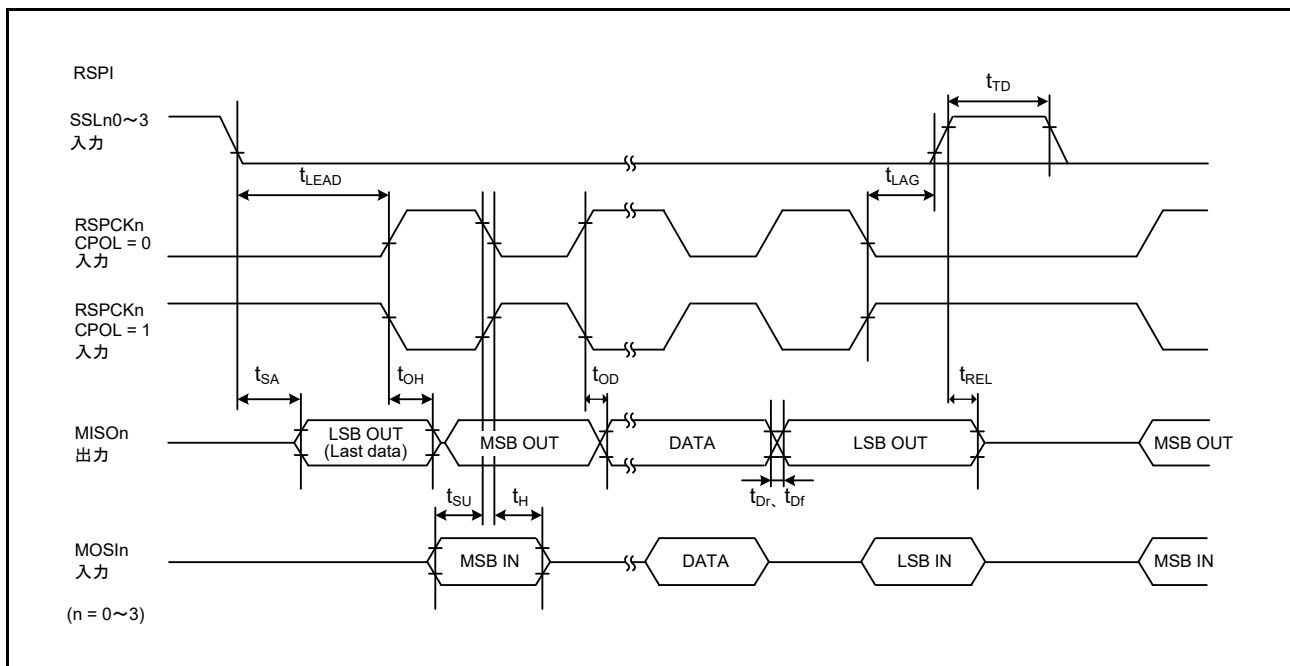 RSPI
SSLn0～3
入力
tTD
tLEAD
tLAG
RSPCKn
CPOL = 0
入力
RSPCKn
CPOL = 1
入力
tSA
tOH
tOD
tREL
MISOn
出力
LSB OUT
(Last data)
MSB OUT
DATA
LSB OUT
MSB OUT
tSU
tH
tDr、tDf
MOSIn
入力
MSB IN
DATA
LSB IN
MSB IN
(n = 0～3)